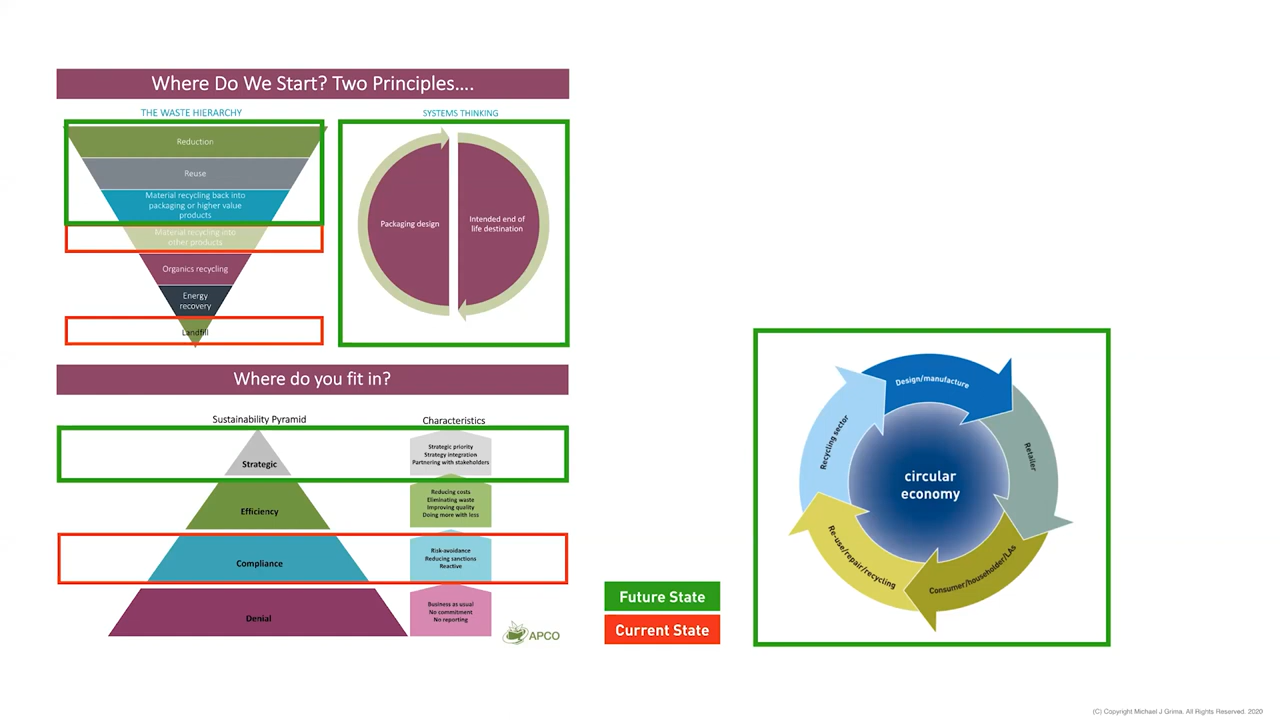 Where Do We Start? Two Principles....
THE WASTE HIERARCHY
Reduction
Reuse
Material recycling back into
packaging or higher value
products
Material recycling into
other products
Organics recycling
Energy
recovery
Landfill
SYSTEMS THINKING
Packaging design
Intended end of
life destination
Where do you fit in?
Sustainability Pyramid
Characteristics
Strategic
Strategic priority
Strategy integration
Partnering with stakeholders
Efficiency
Reducing costs
Eliminating waste
Improving quality
Doing more with less
Compliance
Risk-avoidance
Reducing sanctions
Reactive
Denial
Business as usual
No commitment
No reporting
APCO
Future State
Current State
Design/manufacture
Retailer
Consumer/household/LAs
Re-use/repair/recycling
Recycling sector
circular
economy
(C) Copyright Michael J Grima. All Rights Reserved. 2020